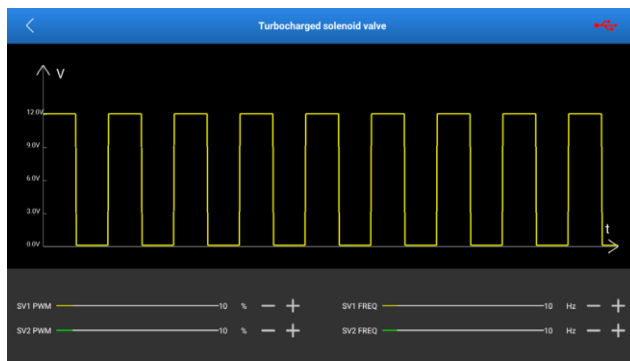 Turbocharged solenoid valve
V
12.0V
9.0V
6.0V
3.0V
0.0V
t
SV1 PWM 10 % SV1 FREQ 10 Hz
SV2 PWM 10 % SV2 FREQ 10 Hz